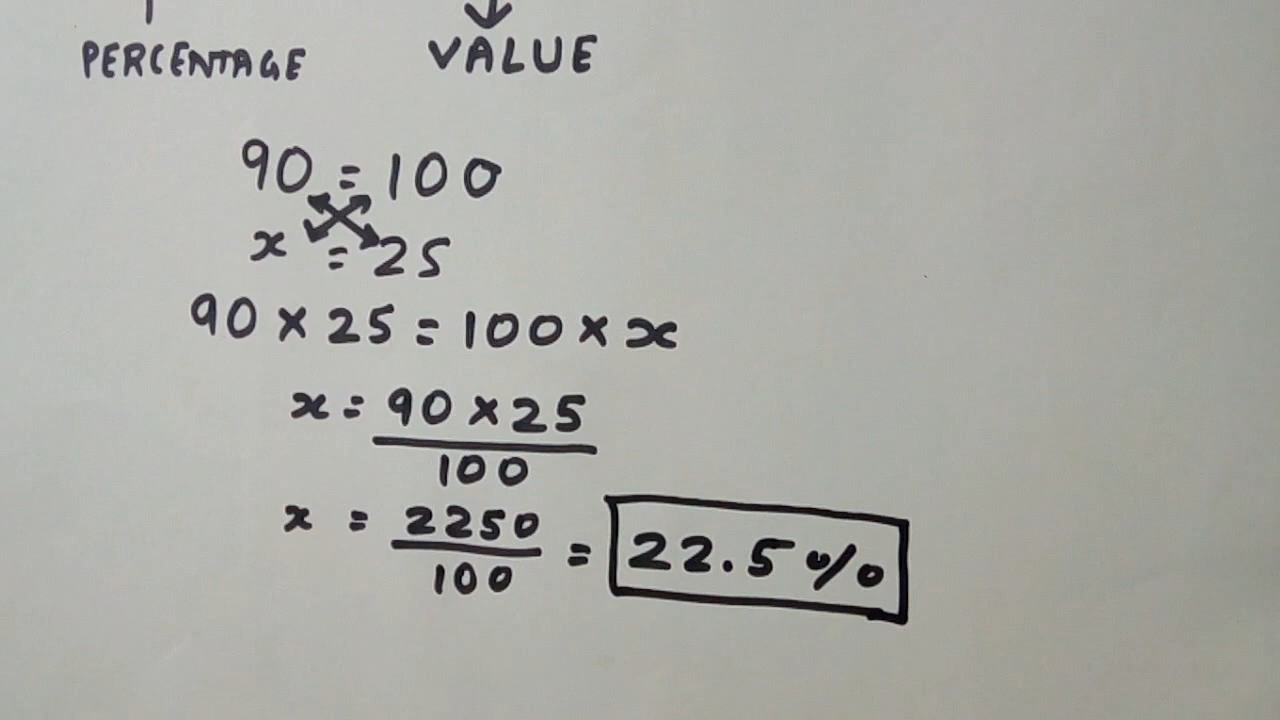 PERCENTAGE VALUE
90 = 100
x = 25
90 × 25 = 100 × x
x = 90 × 25
100
x = 2250 = 22.5%
100